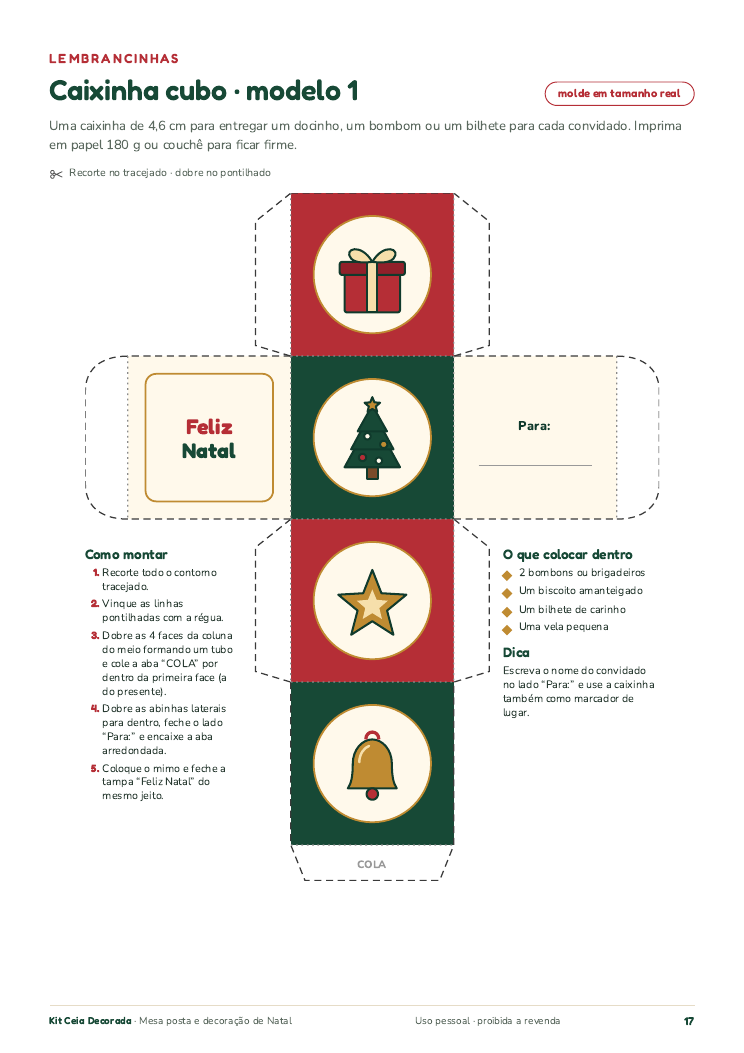 LEMBRANCINHAS
Caixinha cubo · modelo 1
molde em tamanho real
Uma caixinha de 4,6 cm para entregar um docinho, um bombom ou um bilhete para cada convidado. Imprima
em papel 180 g ou couchê para ficar firme.
Recorte no tracejado · dobre no pontilhado
Feliz
Natal
Para:
Como montar
1. Recorte todo o contorno
tracejado.
2. Vinque as linhas
pontilhadas com a régua.
3. Dobre as 4 faces da coluna
do meio formando um tubo
e cole a aba “COLA” por
dentro da primeira face (a
do presente).
4. Dobre as abinhas laterais
para dentro, feche o lado
“Para:” e encaixe a aba
arredondada.
5. Coloque o mimo e feche a
tampa “Feliz Natal” do
mesmo jeito.
O que colocar dentro
2 bombons ou brigadeiros
Um biscoito amanteigado
Um bilhete de carinho
Uma vela pequena
Dica
Escreva o nome do convidado
no lado “Para:” e use a caixinha
também como marcador de
lugar.
COLA
Kit Ceia Decorada · Mesa posta e decoração de Natal
Uso pessoal · proibida a revenda
17